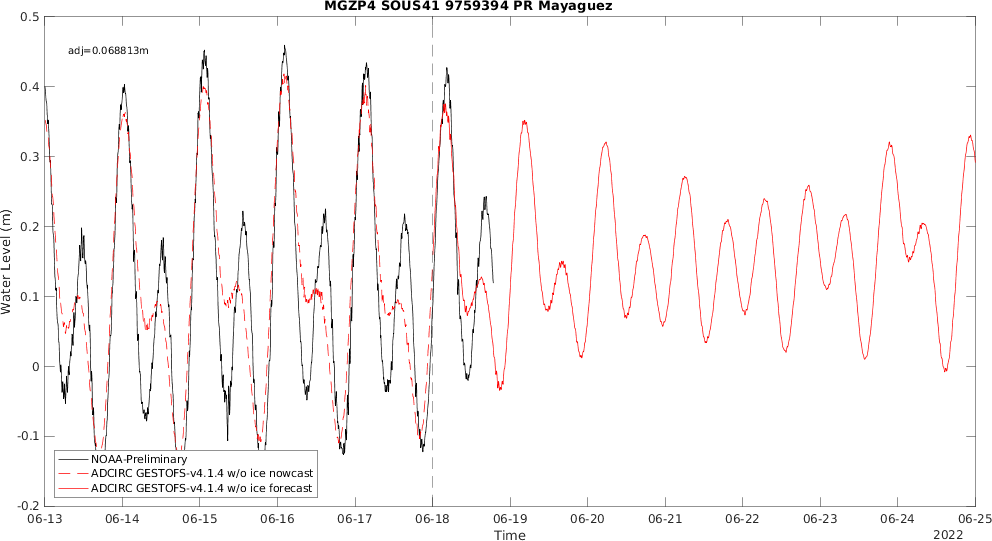 MGZP4 SOUS41 9759394 PR Mayaguez
0.5
adj=0.068813m
0.4
0.3
0.2
0.1
0
-0.1
-0.2
Water Level (m)
NOAA-Preliminary
ADCIRC GESTOFS-v4.1.4 w/o ice nowcast
ADCIRC GESTOFS-v4.1.4 w/o ice forecast
06-13 06-14 06-15 06-16 06-17 06-18 06-19 06-20 06-21 06-22 06-23 06-24 06-25
Time
2022